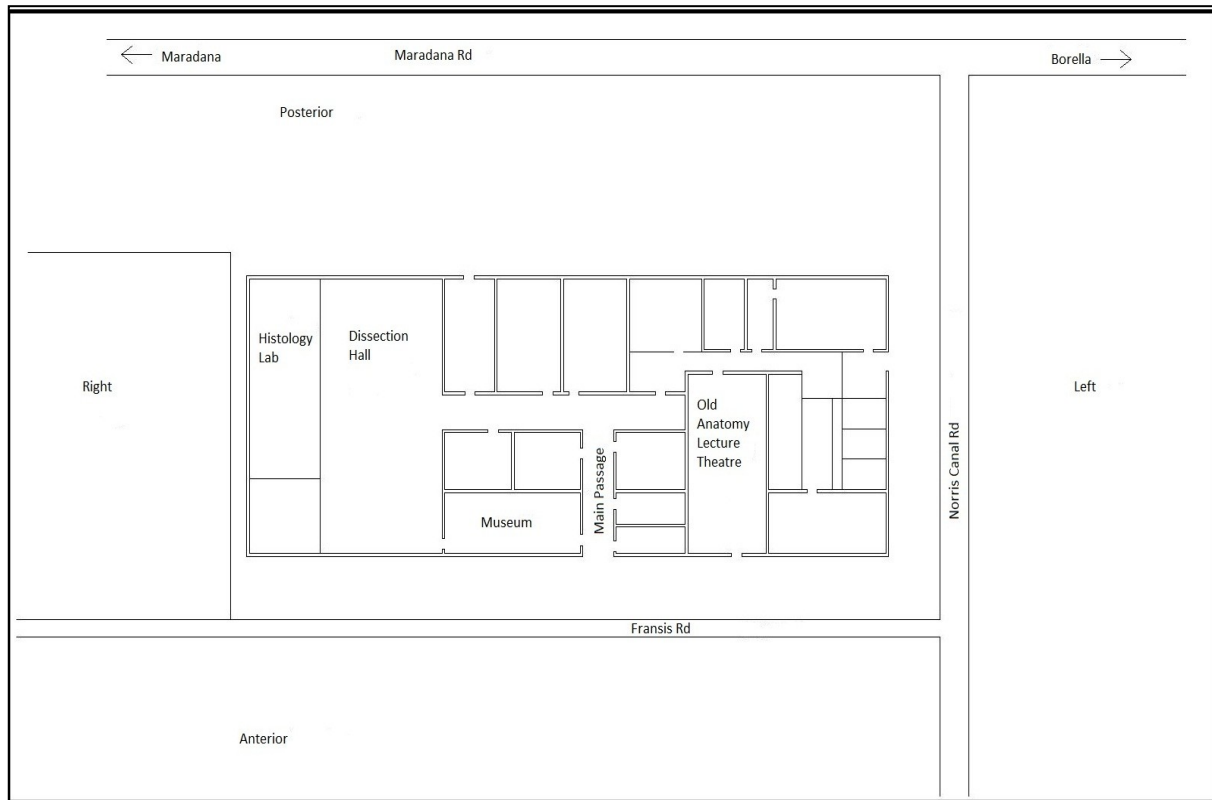 Maradana
Maradana Rd
Borella
Posterior
Histology
Lab
Dissection
Hall
Right
Left
Old
Anatomy
Lecture
Theatre
Main Passage
Norris Canal Rd
Museum
Fransis Rd
Anterior